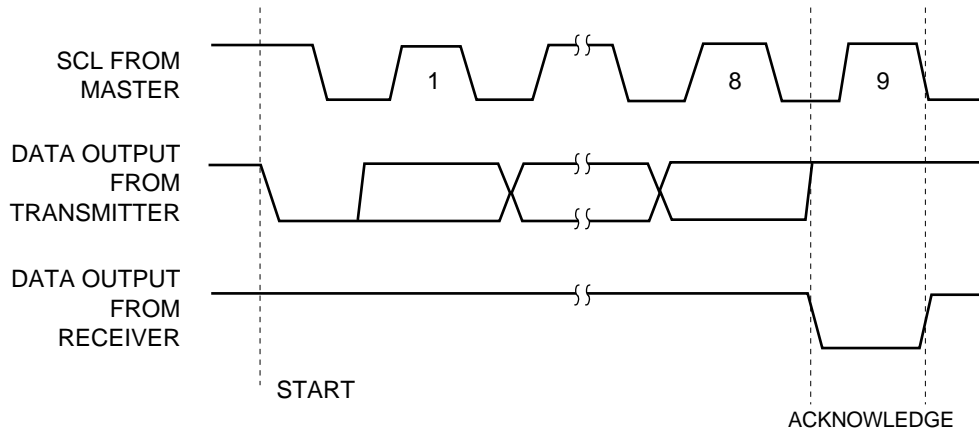 SCL FROM
MASTER
1
8
9
DATA OUTPUT
FROM
TRANSMITTER
DATA OUTPUT
FROM
RECEIVER
START
ACKNOWLEDGE